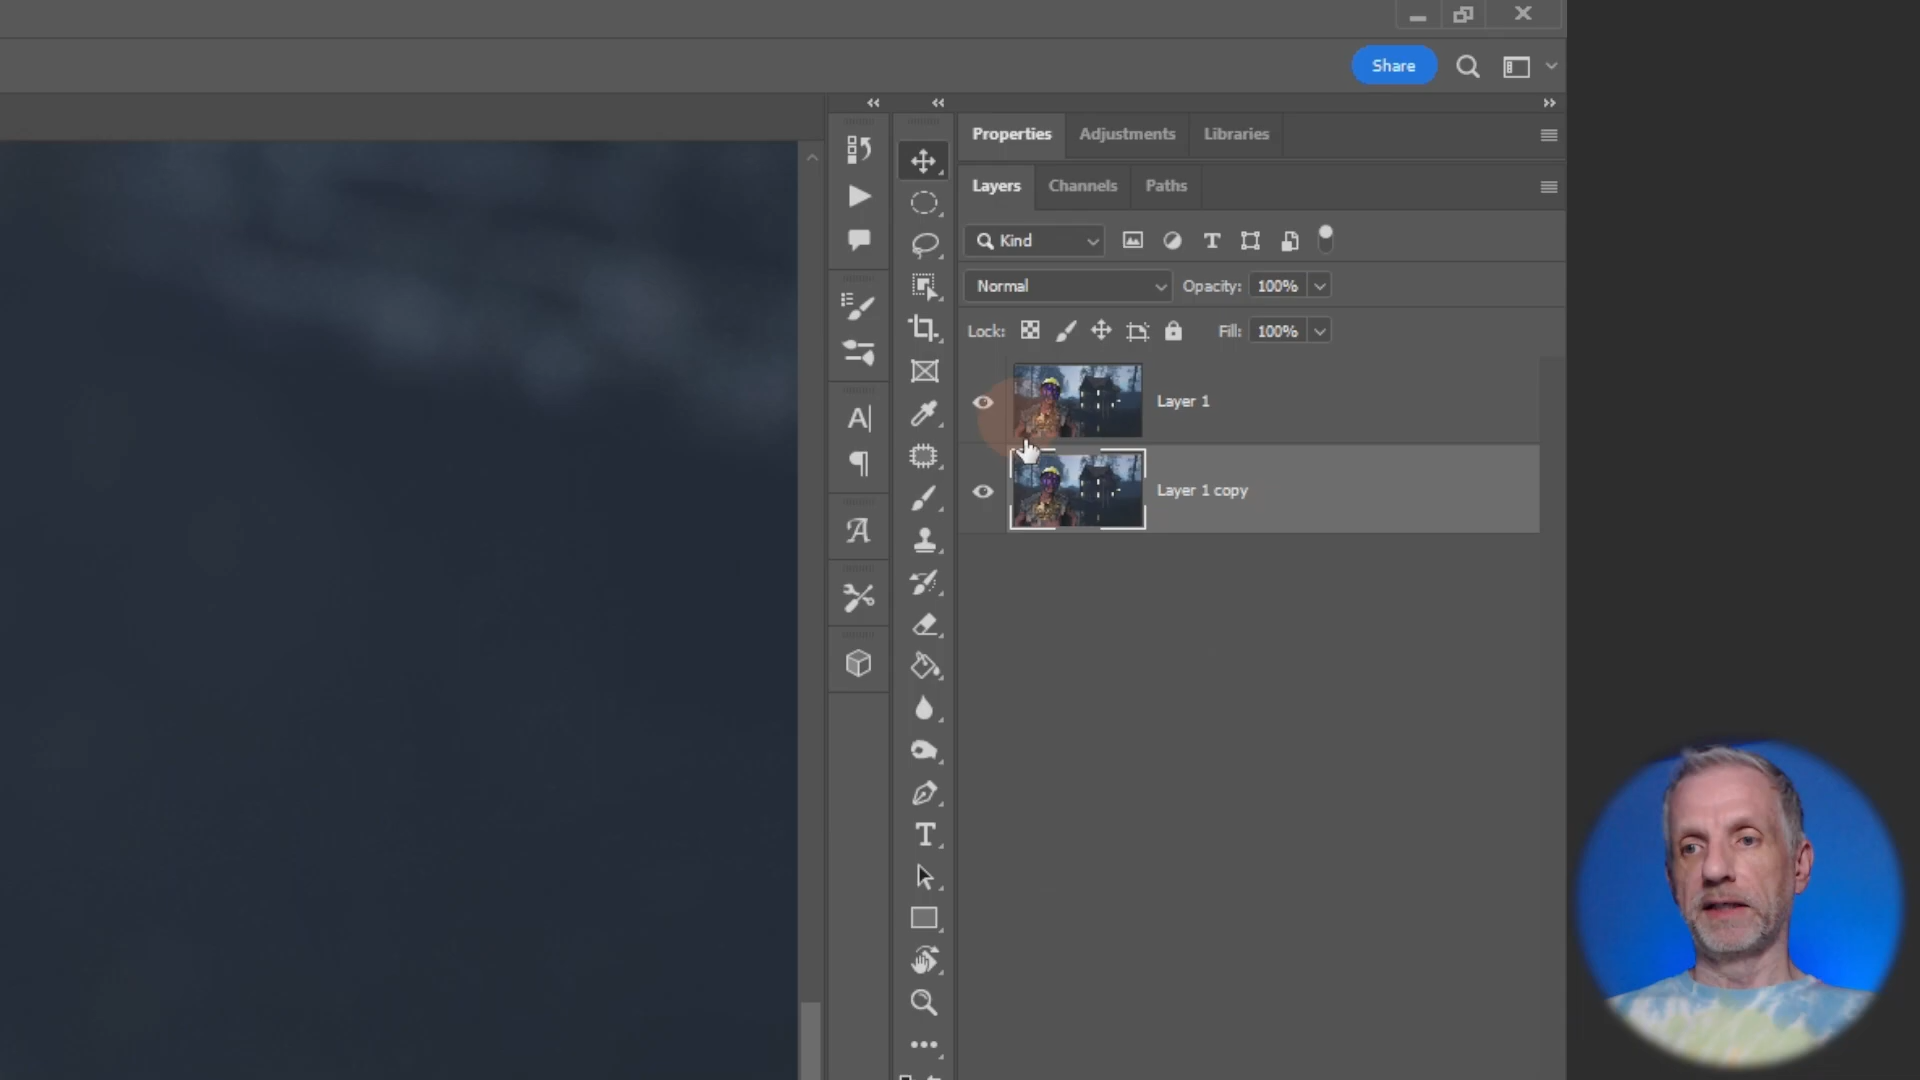 Share
Properties Adjustments Libraries
Layers Channels Paths
Kind
Normal Opacity: 100%
Lock: Fill: 100%
Layer 1
Layer 1 copy